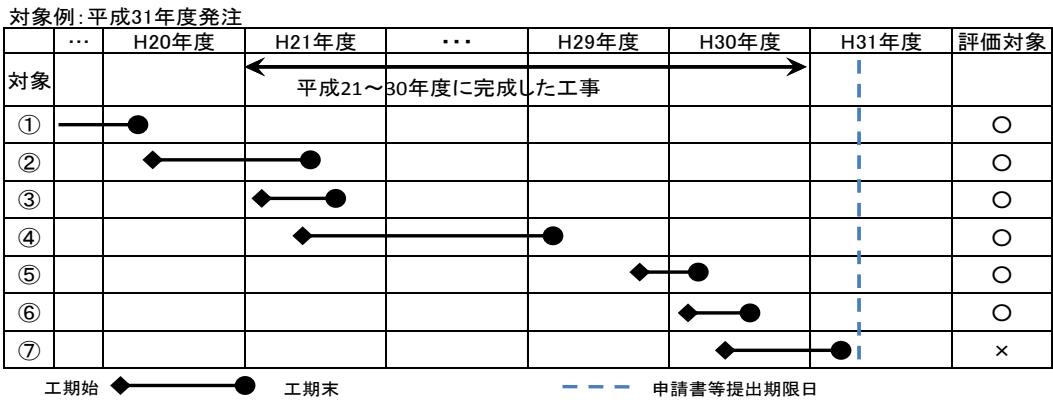 対象例：平成31年度発注
… H20年度 H21年度 ・・・ H29年度 H30年度 H31年度 評価対象
対象 平成21～30年度に完成した工事
① ○
② ○
③ ○
④ ○
⑤ ○
⑥ ○
⑦ ×
工期始 工期末 申請書等提出期限日